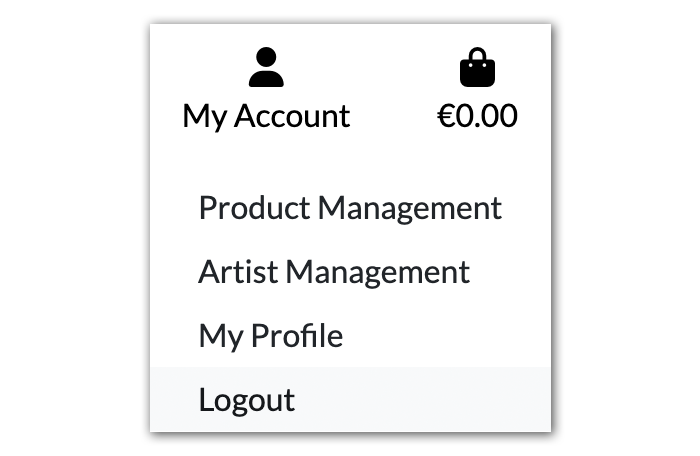 My Account €0.00
Product Management
Artist Management
My Profile
Logout